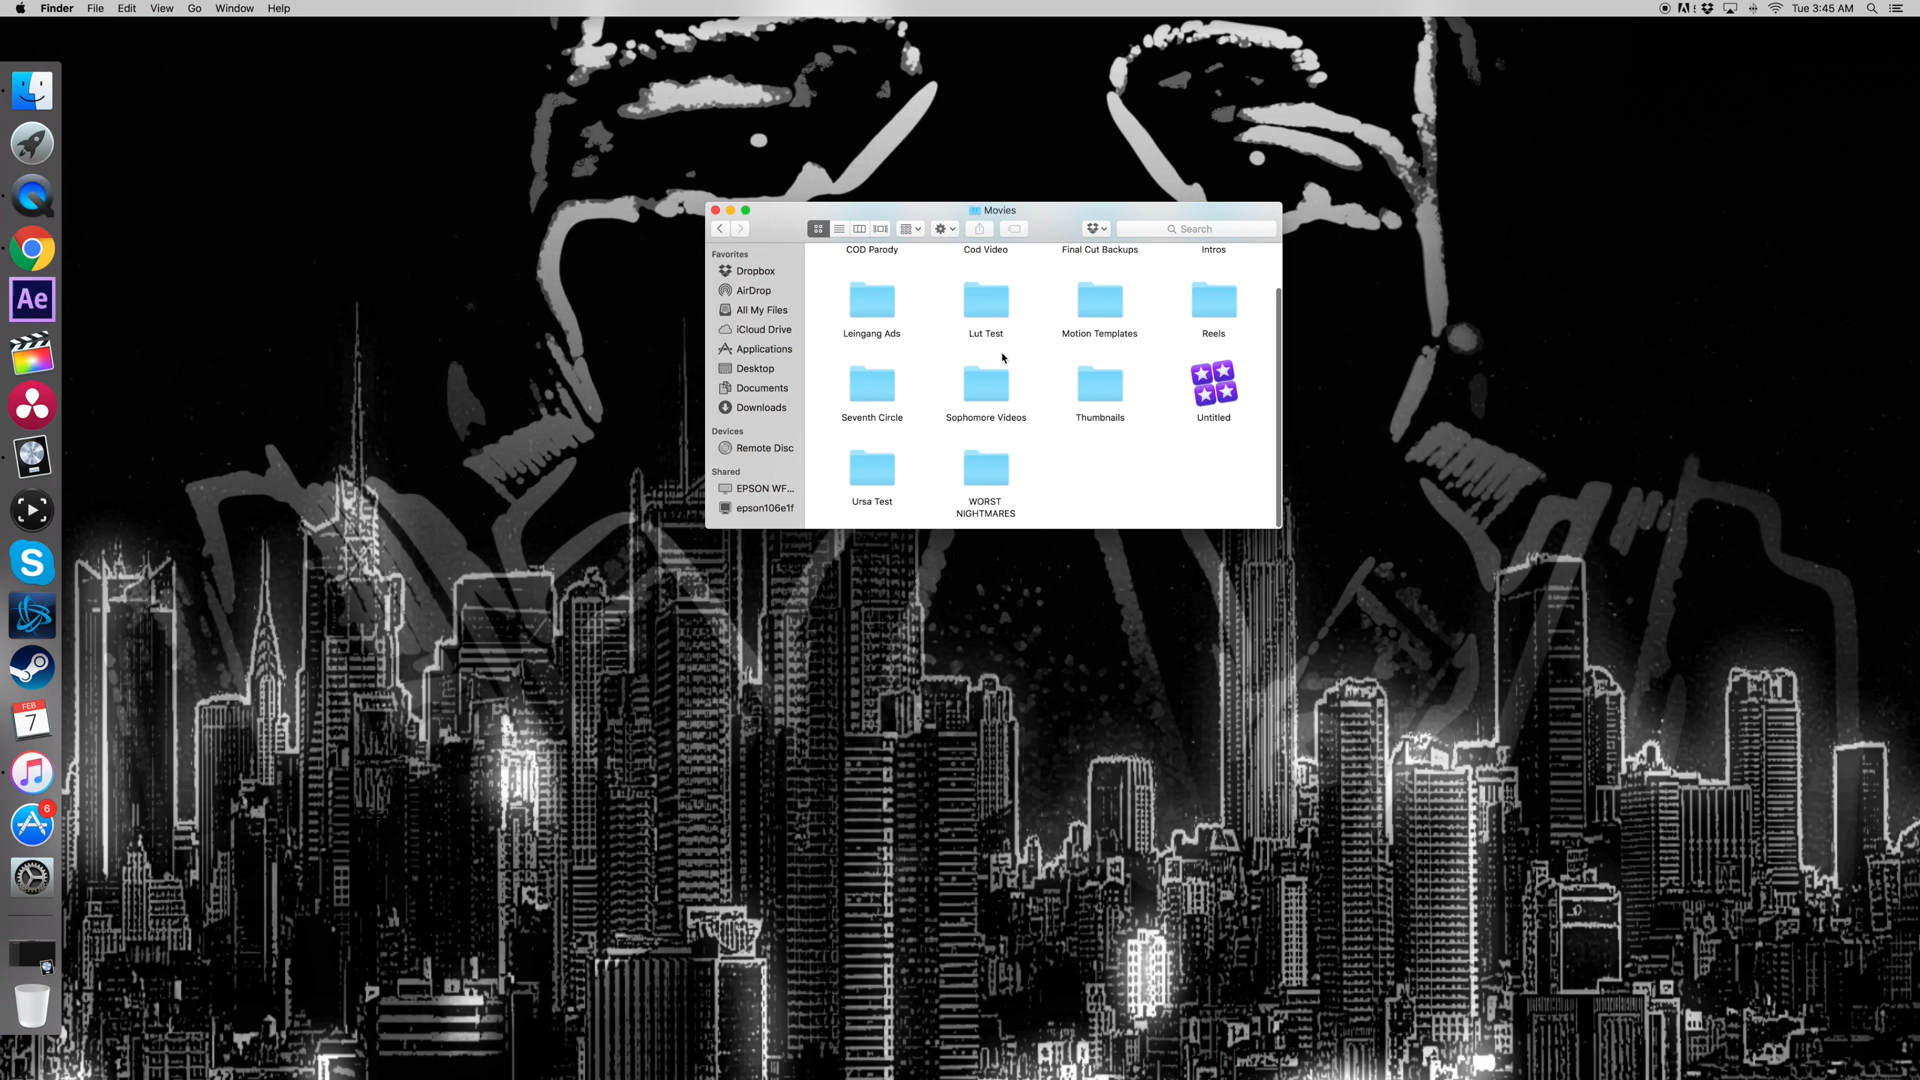 Finder File Edit View Go Window Help
Tue 3:45 AM
Movies
Search
Favorites
Dropbox
AirDrop
All My Files
iCloud Drive
Applications
Desktop
Documents
Downloads
Devices
Remote Disc
Shared
EPSON WF...
epson106e1f
COD Parody Cod Video Final Cut Backups Intros
Leingang Ads Lut Test Motion Templates Reels
Seventh Circle Sophomore Videos Thumbnails Untitled
Ursa Test WORST
NIGHTMARES
Ae
S
FEB
7
6